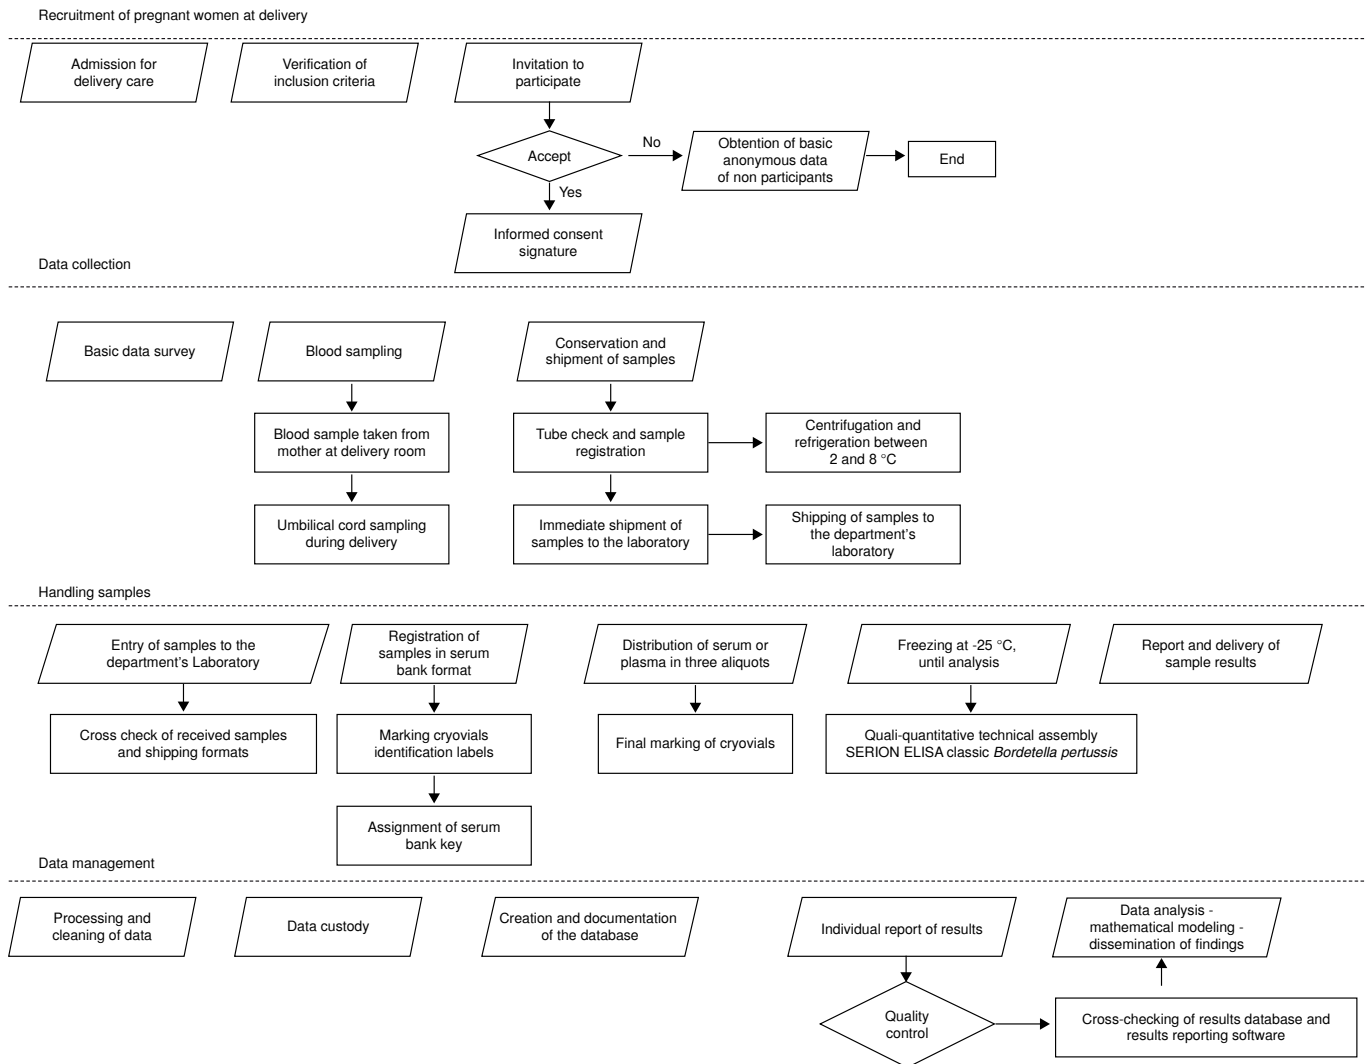 Recruitment of pregnant women at delivery
Admission for
delivery care
Verification of
inclusion criteria
Invitation to
participate
Accept
No
Obtention of basic
anonymous data
of non participants
End
Yes
Informed consent
signature
Data collection
Basic data survey
Blood sampling
Conservation and
shipment of samples
Blood sample taken from
mother at delivery room
Tube check and sample
registration
Centrifugation and
refrigeration between
2 and 8 °C
Umbilical cord sampling
during delivery
Immediate shipment of
samples to the laboratory
Shipping of samples to
the department's
laboratory
Handling samples
Entry of samples to the
department's Laboratory
Registration of
samples in serum
bank format
Distribution of serum or
plasma in three aliquots
Freezing at -25 °C,
until analysis
Report and delivery of
sample results
Cross check of received samples
and shipping formats
Marking cryovials
identification labels
Final marking of cryovials
Quali-quantitative technical assembly
SERION ELISA classic Bordetella pertussis
Assignment of serum
bank key
Data management
Processing and
cleaning of data
Data custody
Creation and documentation
of the database
Individual report of results
Data analysis -
mathematical modeling -
dissemination of findings
Quality
control
Cross-checking of results database and
results reporting software